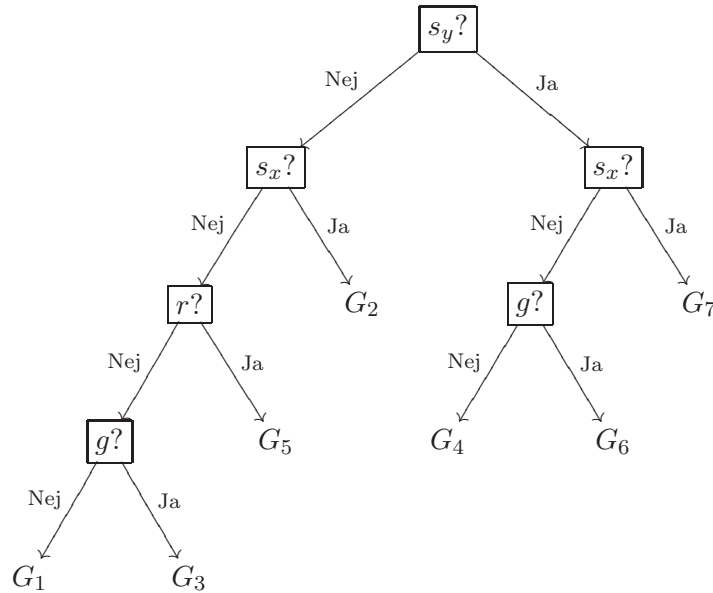 $s_y$?
Nej Ja
$s_x$? $s_x$?
Nej Ja Nej Ja
$r$? $G_2$ $g$? $G_7$
Nej Ja Nej Ja
$g$? $G_5$ $G_4$ $G_6$
Nej Ja
$G_1$ $G_3$